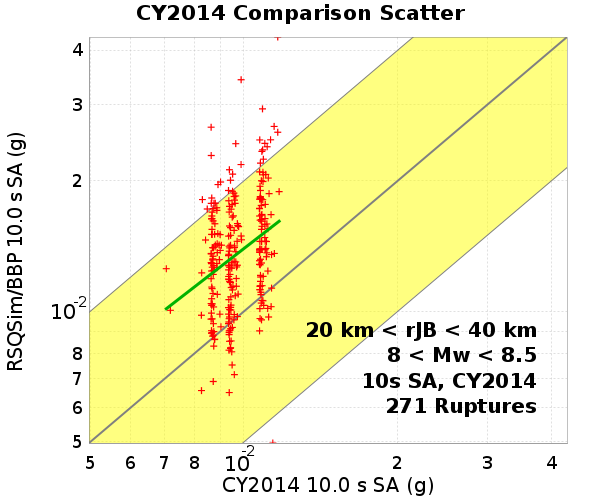 CY2014 Comparison Scatter
RSQSim/BBP 10.0 s SA (g)
4
3
2
10-2
8
7
6
5
20 km < rJB < 40 km
8 < Mw < 8.5
10s SA, CY2014
271 Ruptures
5 6 7 8 10-2 2 3 4
CY2014 10.0 s SA (g)